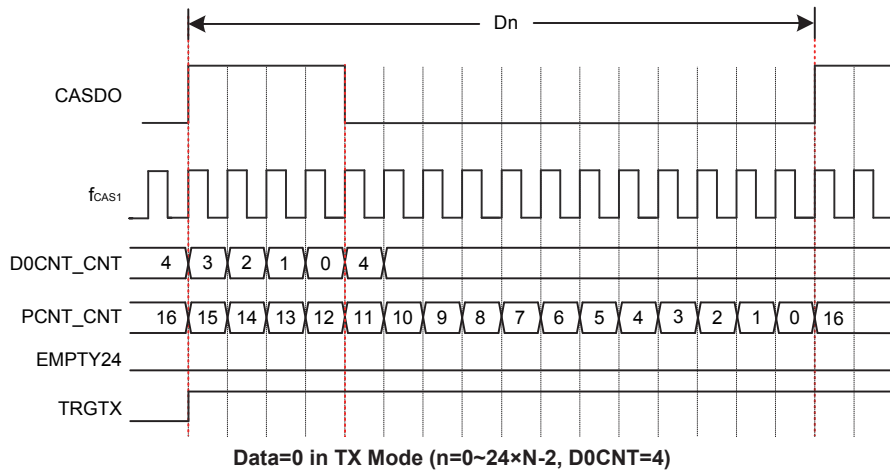 Dn
CASDO
fCAS1
D0CNT_CNT 4 3 2 1 0 4
PCNT_CNT 16 15 14 13 12 11 10 9 8 7 6 5 4 3 2 1 0 16
EMPTY24
TRGTX
Data=0 in TX Mode (n=0~24×N-2, D0CNT=4)